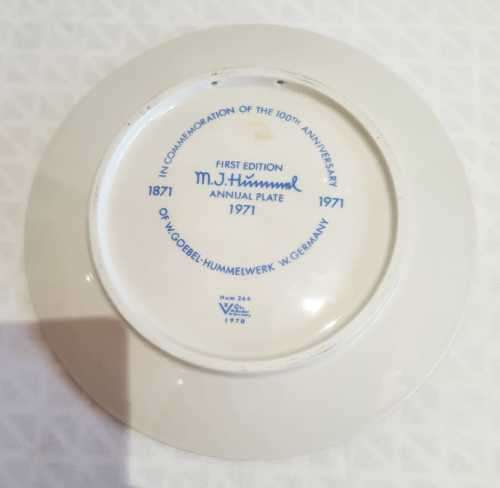 IN COMMEMORATION OF THE 100TH ANNIVERSARY
FIRST EDITION
M.J.Hümmel
1871 ANNUAL PLATE 1971
1971
OF W.GOEBEL-HUMMELWERK W.GERMANY
Hum 264
1970